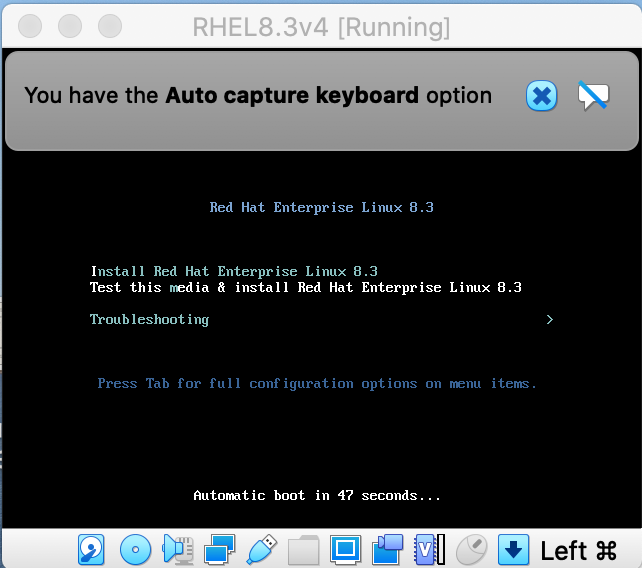 RHEL8.3v4 [Running]
You have the Auto capture keyboard option
Red Hat Enterprise Linux 8.3
Install Red Hat Enterprise Linux 8.3
Test this media & install Red Hat Enterprise Linux 8.3
Troubleshooting >
Press Tab for full configuration options on menu items.
Automatic boot in 47 seconds...
V
Left ⌘